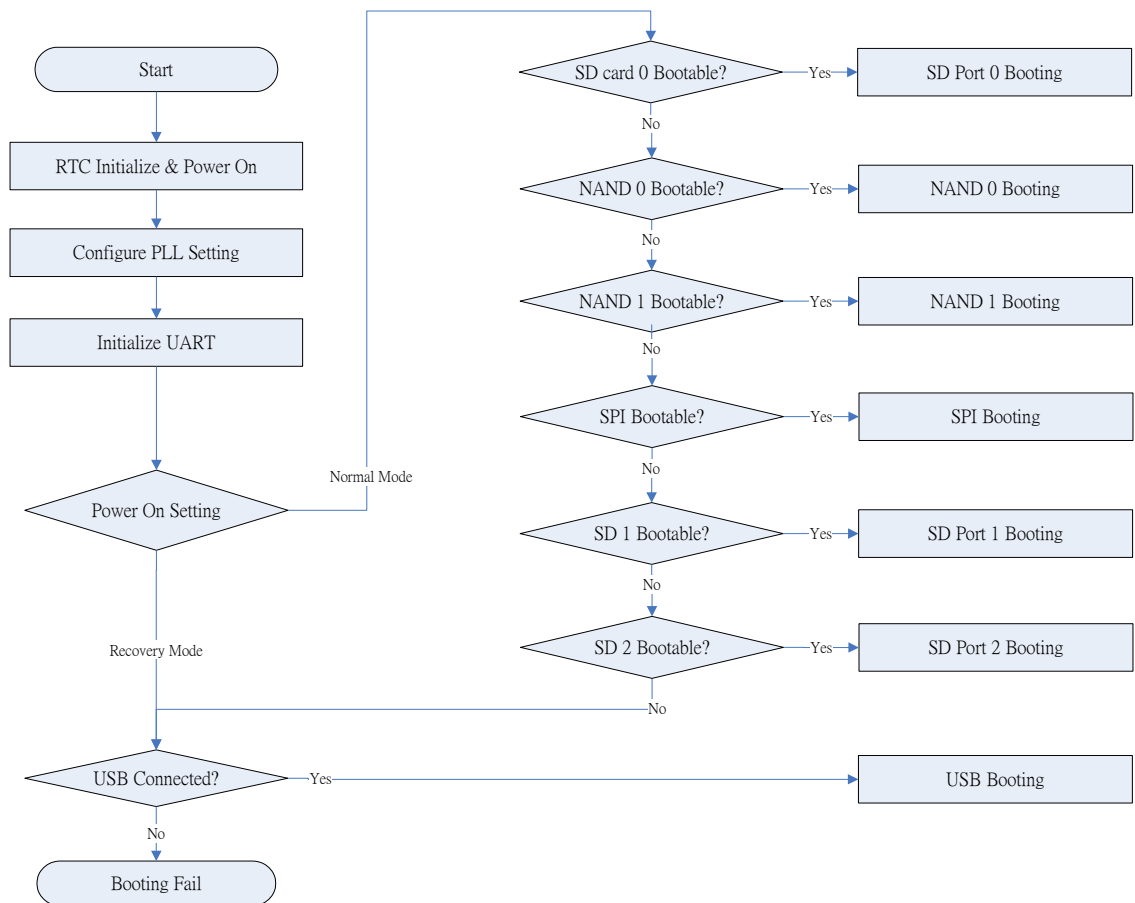 Start
RTC Initialize & Power On
Configure PLL Setting
Initialize UART
Power On Setting
Normal Mode
Recovery Mode
SD card 0 Bootable?
Yes
SD Port 0 Booting
No
NAND 0 Bootable?
Yes
NAND 0 Booting
No
NAND 1 Bootable?
Yes
NAND 1 Booting
No
SPI Bootable?
Yes
SPI Booting
No
SD 1 Bootable?
Yes
SD Port 1 Booting
No
SD 2 Bootable?
Yes
SD Port 2 Booting
No
USB Connected?
Yes
USB Booting
No
Booting Fail